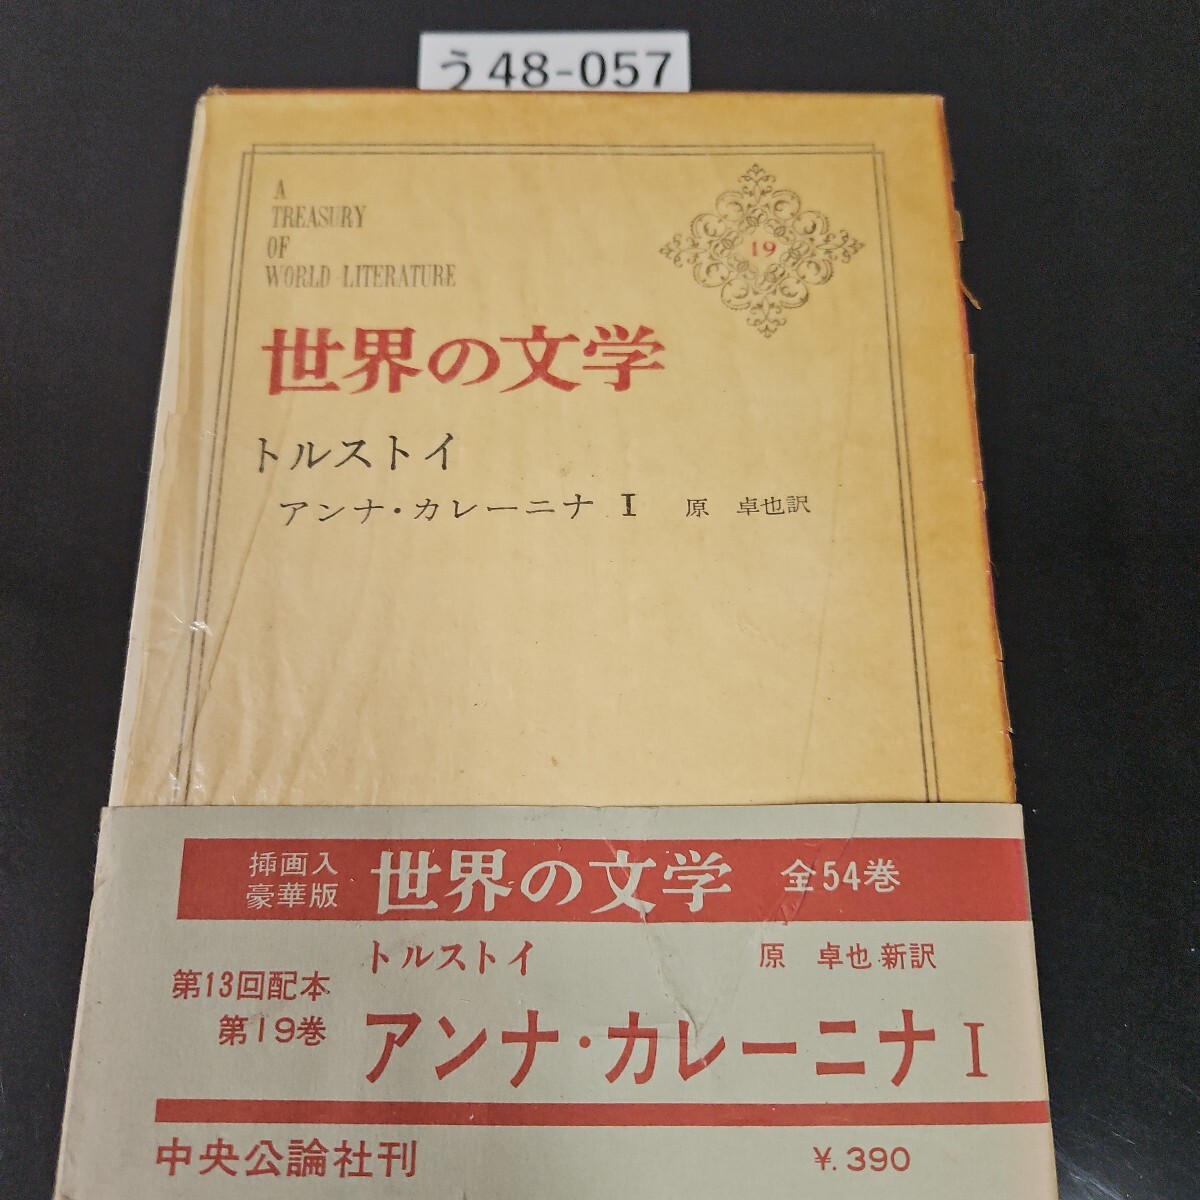 う48-057
A
TREASURY
OF
WORLD LITERATURE
19
世界の文学
トルストイ
アンナ・カレーニナ I 原 卓也訳
挿画入
豪華版
世界の文学 全54巻
トルストイ 原 卓也 新訳
第13回配本
第19巻
アンナ・カレーニナ I
中央公論社刊 ¥.390